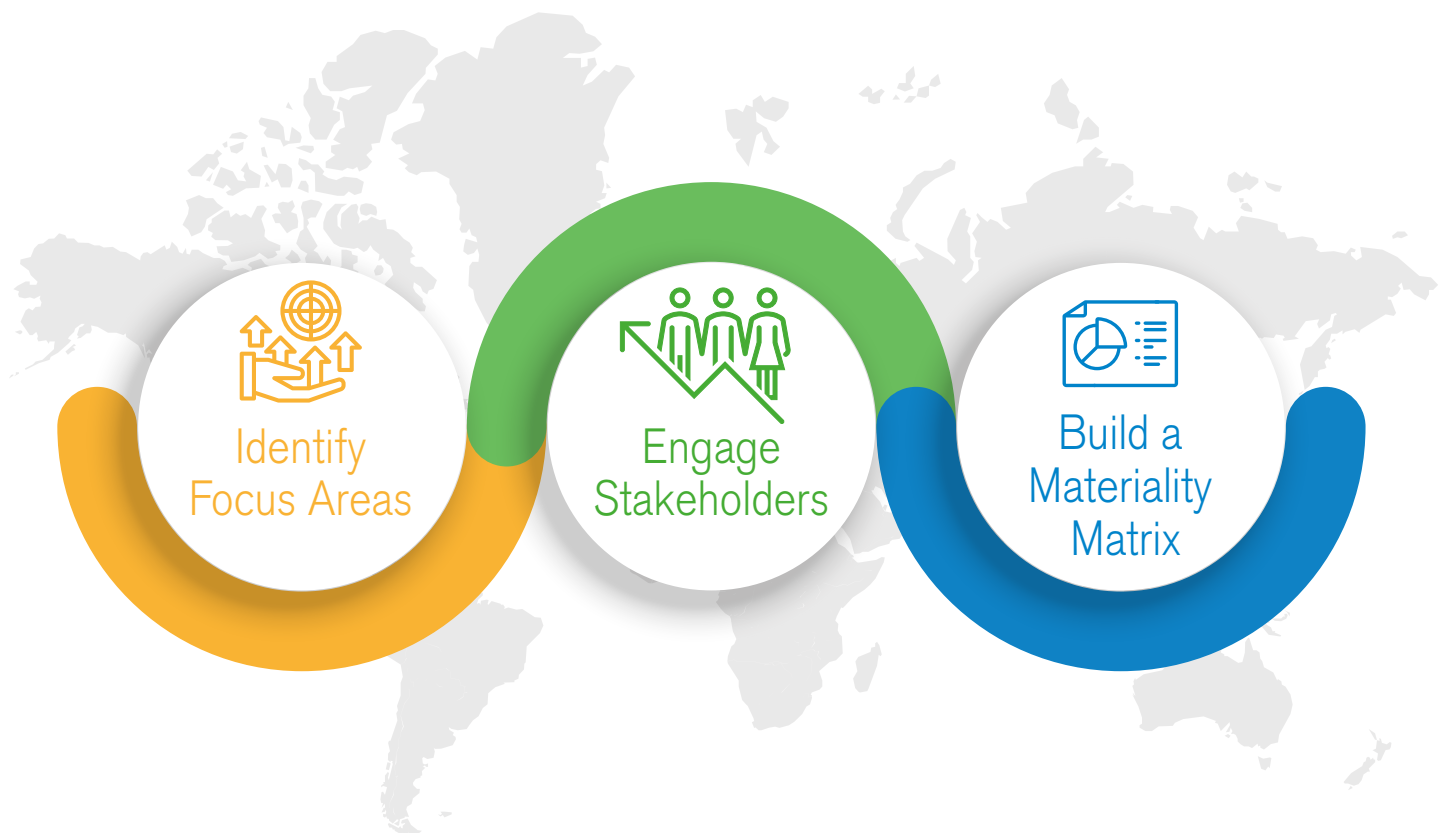 Identify
Focus Areas
Engage
Stakeholders
Build a
Materiality
Matrix